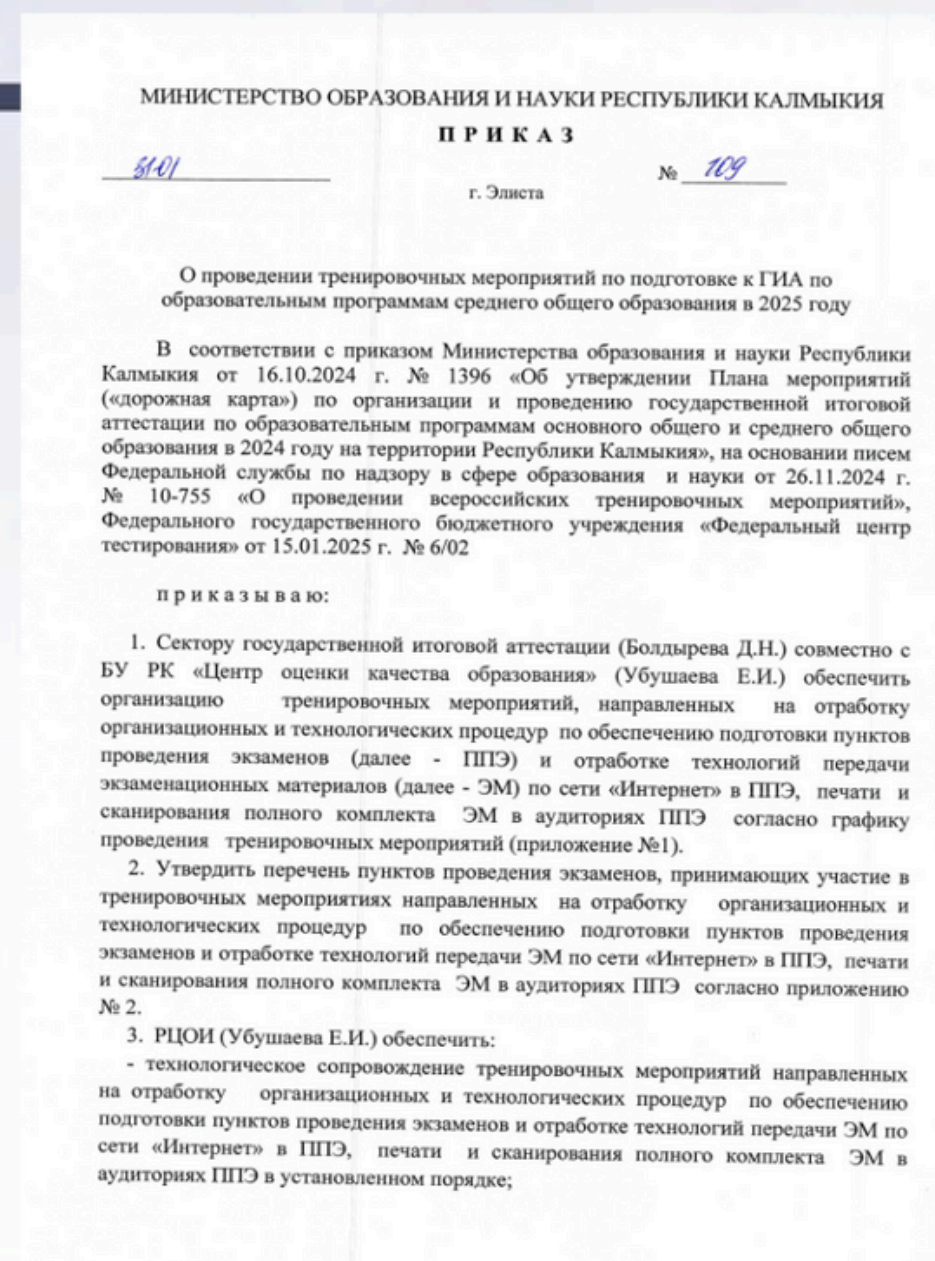 МИНИСТЕРСТВО ОБРАЗОВАНИЯ И НАУКИ РЕСПУБЛИКИ КАЛМЫКИЯ
П Р И К А З
31.01 № 109
г. Элиста
О проведении тренировочных мероприятий по подготовке к ГИА по
образовательным программам среднего общего образования в 2025 году
В соответствии с приказом Министерства образования и науки Республики
Калмыкия от 16.10.2024 г. № 1396 «Об утверждении Плана мероприятий
(«дорожная карта») по организации и проведению государственной итоговой
аттестации по образовательным программам основного общего и среднего общего
образования в 2024 году на территории Республики Калмыкия», на основании писем
Федеральной службы по надзору в сфере образования и науки от 26.11.2024 г.
№ 10-755 «О проведении всероссийских тренировочных мероприятий»,
Федерального государственного бюджетного учреждения «Федеральный центр
тестирования» от 15.01.2025 г. № 6/02
п р и к а з ы в а ю:
1. Сектору государственной итоговой аттестации (Болдырева Д.Н.) совместно с
БУ РК «Центр оценки качества образования» (Убушаева Е.И.) обеспечить
организацию тренировочных мероприятий, направленных на отработку
организационных и технологических процедур по обеспечению подготовки пунктов
проведения экзаменов (далее - ППЭ) и отработке технологий передачи
экзаменационных материалов (далее - ЭМ) по сети «Интернет» в ППЭ, печати и
сканирования полного комплекта ЭМ в аудиториях ППЭ согласно графику
проведения тренировочных мероприятий (приложение №1).
2. Утвердить перечень пунктов проведения экзаменов, принимающих участие в
тренировочных мероприятиях направленных на отработку организационных и
технологических процедур по обеспечению подготовки пунктов проведения
экзаменов и отработке технологий передачи ЭМ по сети «Интернет» в ППЭ, печати
и сканирования полного комплекта ЭМ в аудиториях ППЭ согласно приложению
№ 2.
3. РЦОИ (Убушаева Е.И.) обеспечить:
- технологическое сопровождение тренировочных мероприятий направленных
на отработку организационных и технологических процедур по обеспечению
подготовки пунктов проведения экзаменов и отработке технологий передачи ЭМ по
сети «Интернет» в ППЭ, печати и сканирования полного комплекта ЭМ в
аудиториях ППЭ в установленном порядке;